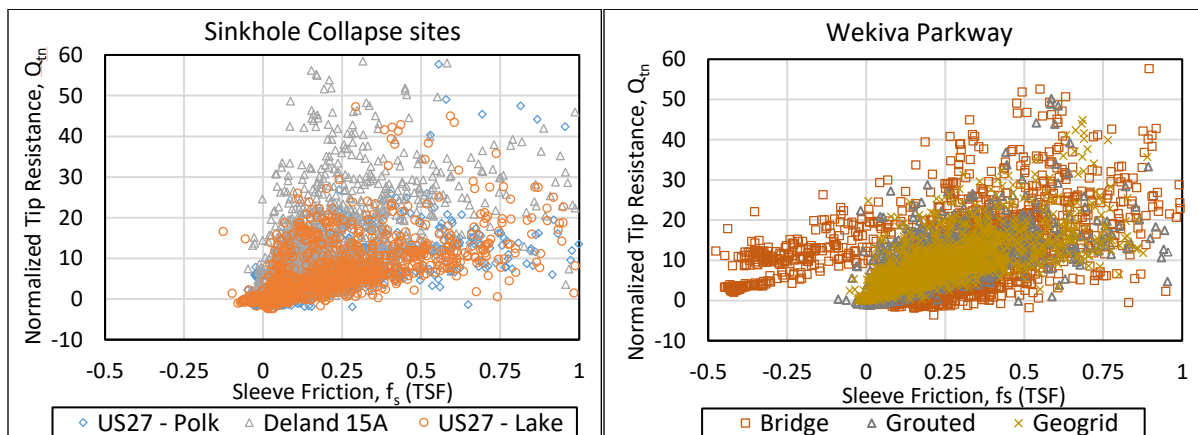 Sinkhole Collapse sites
Normalized Tip Resistance, Qtn
60
50
40
30
20
10
0
-10
-0.5
-0.25
0
0.25
0.5
0.75
1
Sleeve Friction, fs (TSF)
US27 - Polk
Deland 15A
US27 - Lake
Wekiva Parkway
Normalized Tip Resistance, Qtn
60
50
40
30
20
10
0
-10
-0.5
-0.25
0
0.25
0.5
0.75
1
Sleeve Friction, fs (TSF)
Bridge
Grouted
Geogrid